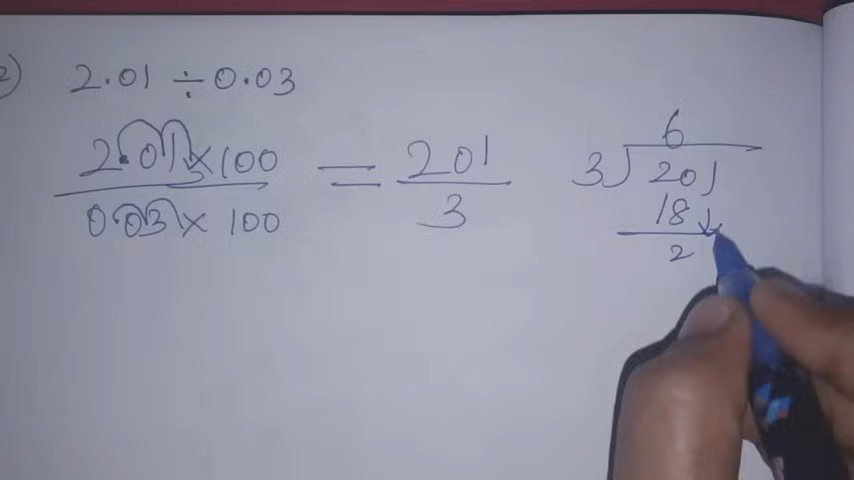 2) 2.01 ÷ 0.03
2.01 × 100 / 0.03 × 100 = 201 / 3
6
3 ) 201
18
2